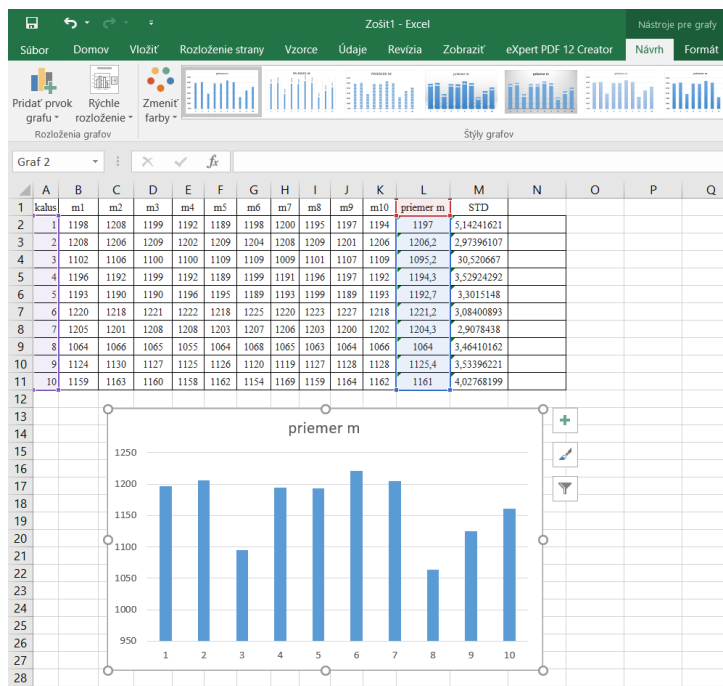 Zošit1 - Excel
Nástroje pre grafy
Súbor Domov Vložiť Rozloženie strany Vzorce Údaje Revízia Zobraziť eXpert PDF 12 Creator Návrh Formát
Pridať prvok grafu
Rýchle rozloženie
Zmeniť farby
Rozloženia grafov
Štýly grafov
Graf 2 fx
A B C D E F G H I J K L M N O P Q
1 kalus m1 m2 m3 m4 m5 m6 m7 m8 m9 m10 priemer m STD
2 1 1198 1208 1199 1192 1189 1198 1200 1195 1197 1192 1197 5,14241621
3 2 1208 1206 1209 1202 1209 1204 1208 1209 1201 1206 1206,2 2,97396107
4 3 1102 1106 1100 1100 1109 1109 1009 1101 1107 1109 1095,2 30,520667
5 4 1196 1192 1199 1192 1189 1199 1191 1196 1197 1192 1194,3 3,52924292
6 5 1193 1190 1190 1196 1195 1189 1193 1199 1189 1193 1192,7 3,3015148
7 6 1220 1218 1221 1222 1218 1225 1220 1223 1227 1218 1221,2 3,08400893
8 7 1205 1201 1208 1208 1203 1207 1206 1203 1200 1202 1204,3 2,9078438
9 8 1064 1066 1065 1055 1064 1068 1065 1063 1064 1066 1064 3,46410162
10 9 1124 1130 1127 1125 1126 1120 1119 1127 1128 1128 1125,4 3,53396221
11 10 1159 1163 1160 1158 1162 1154 1169 1159 1164 1162 1161 4,02768199
12
13
14
15
16
17
18
19
20
21
22
23
24
25
26
27
28
priemer m
1250
1200
1150
1100
1050
1000
950
1 2 3 4 5 6 7 8 9 10